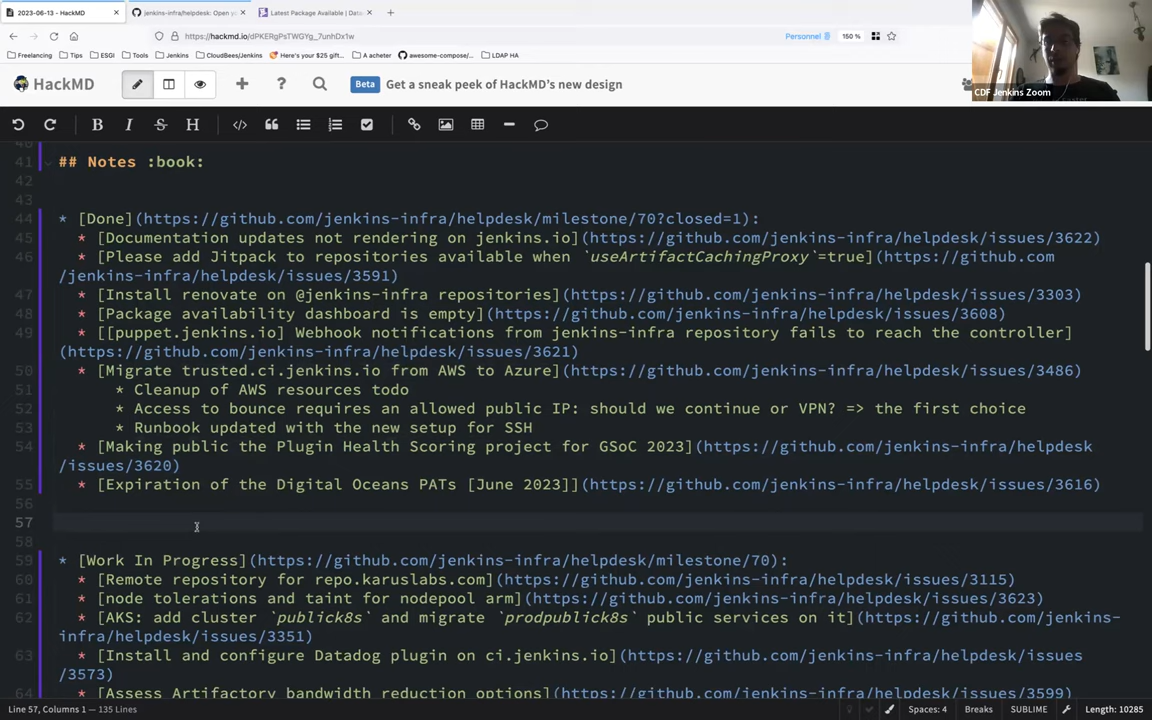 2023-06-13 - HackMD
jenkins-infra/helpdesk: Open y
Latest Package Available | Data
https://hackmd.io/dPKERgPsTWGYg_7unhDx1w
Personnel
150 %
Freelancing
Tips
ESGI
Tools
Jenkins
CloudBees/Jenkins
Here's your $25 gift...
A acheter
awesome-compose/...
LDAP HA
HackMD
Beta
Get a sneak peek of HackMD's new design
CDF Jenkins Zoom
40
41 ## Notes :book:
42
43
44 * [Done](https://github.com/jenkins-infra/helpdesk/milestone/70?closed=1):
45 * [Documentation updates not rendering on jenkins.io](https://github.com/jenkins-infra/helpdesk/issues/3622)
46 * [Please add Jitpack to repositories available when `useArtifactCachingProxy`=true](https://github.com
/jenkins-infra/helpdesk/issues/3591)
47 * [Install renovate on @jenkins-infra repositories](https://github.com/jenkins-infra/helpdesk/issues/3303)
48 * [Package availability dashboard is empty](https://github.com/jenkins-infra/helpdesk/issues/3608)
49 * [[puppet.jenkins.io] Webhook notifications from jenkins-infra repository fails to reach the controller]
(https://github.com/jenkins-infra/helpdesk/issues/3621)
50 * [Migrate trusted.ci.jenkins.io from AWS to Azure](https://github.com/jenkins-infra/helpdesk/issues/3486)
51 * Cleanup of AWS resources todo
52 * Access to bounce requires an allowed public IP: should we continue or VPN? => the first choice
53 * Runbook updated with the new setup for SSH
54 * [Making public the Plugin Health Scoring project for GSoC 2023](https://github.com/jenkins-infra/helpdesk
/issues/3620)
55 * [Expiration of the Digital Oceans PATs [June 2023]](https://github.com/jenkins-infra/helpdesk/issues/3616)
56
57
58
59 * [Work In Progress](https://github.com/jenkins-infra/helpdesk/milestone/70):
60 * [Remote repository for repo.karuslabs.com](https://github.com/jenkins-infra/helpdesk/issues/3115)
61 * [node tolerations and taint for nodepool arm](https://github.com/jenkins-infra/helpdesk/issues/3623)
62 * [AKS: add cluster `publick8s` and migrate `prodpublick8s` public services on it](https://github.com/jenkins-
infra/helpdesk/issues/3351)
63 * [Install and configure Datadog plugin on ci.jenkins.io](https://github.com/jenkins-infra/helpdesk/issues
/3573)
64 * [Assess Artifactory bandwidth reduction options](https://github.com/jenkins-infra/helpdesk/issues/3599)
Line 57, Columns 1 — 135 Lines
Spaces: 4
Breaks
SUBLIME
Length: 10285